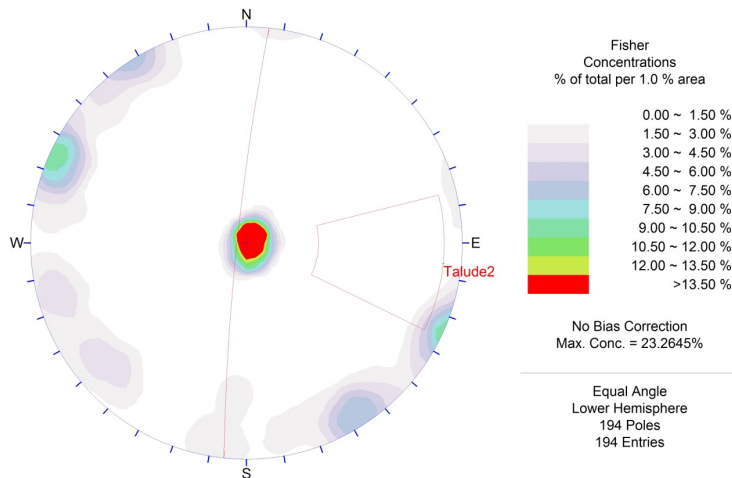 N
W
E
S
Talude2
Fisher
Concentrations
% of total per 1.0 % area
0.00 ~ 1.50 %
1.50 ~ 3.00 %
3.00 ~ 4.50 %
4.50 ~ 6.00 %
6.00 ~ 7.50 %
7.50 ~ 9.00 %
9.00 ~ 10.50 %
10.50 ~ 12.00 %
12.00 ~ 13.50 %
>13.50 %
No Bias Correction
Max. Conc. = 23.2645%
Equal Angle
Lower Hemisphere
194 Poles
194 Entries